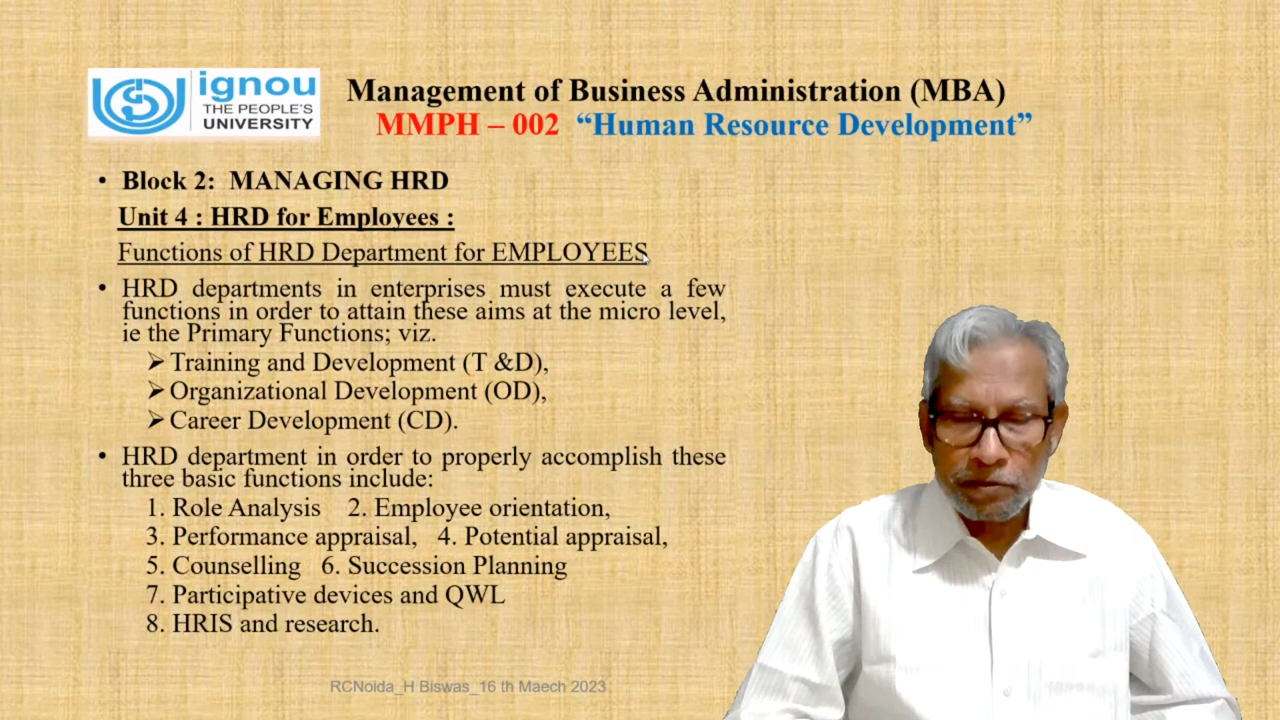 ignou
THE PEOPLE'S
UNIVERSITY
Management of Business Administration (MBA)
MMPH – 002 “Human Resource Development”
• Block 2: MANAGING HRD
Unit 4 : HRD for Employees :
Functions of HRD Department for EMPLOYEES
• HRD departments in enterprises must execute a few
functions in order to attain these aims at the micro level,
ie the Primary Functions; viz.
➢ Training and Development (T &D),
➢ Organizational Development (OD),
➢ Career Development (CD).
• HRD department in order to properly accomplish these
three basic functions include:
1. Role Analysis 2. Employee orientation,
3. Performance appraisal, 4. Potential appraisal,
5. Counselling 6. Succession Planning
7. Participative devices and QWL
8. HRIS and research.
RCNoida_H Biswas_16 th Maech 2023